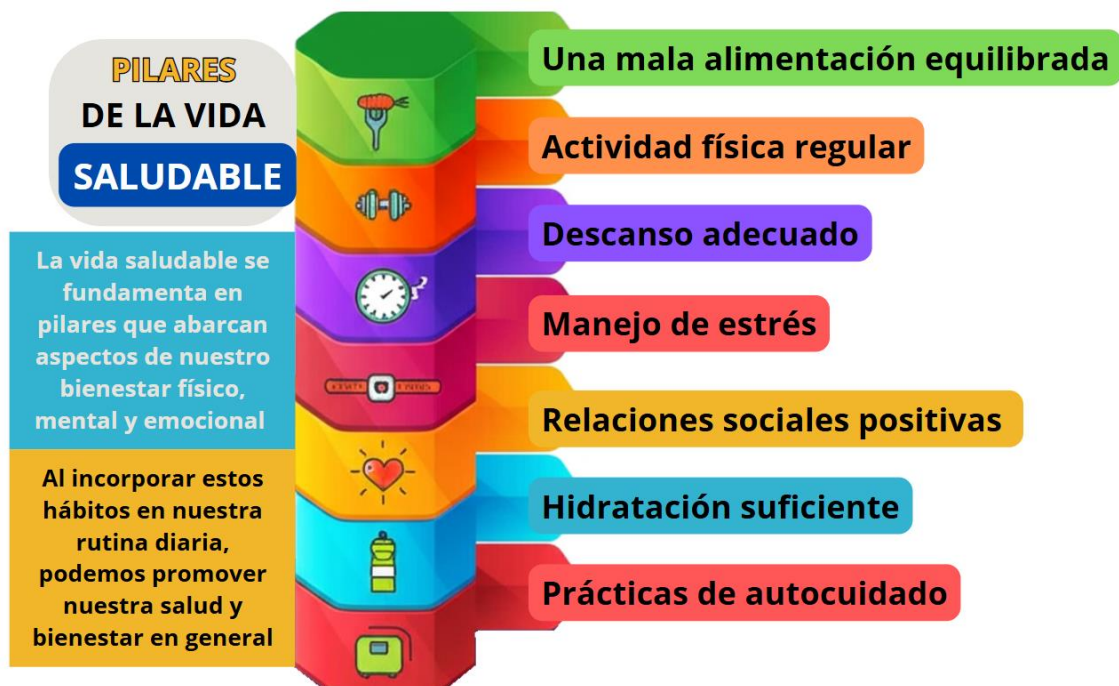 PILARES
DE LA VIDA
SALUDABLE
La vida saludable se
fundamenta en
pilares que abarcan
aspectos de nuestro
bienestar físico,
mental y emocional
Al incorporar estos
hábitos en nuestra
rutina diaria,
podemos promover
nuestra salud y
bienestar en general
Una mala alimentación equilibrada
Actividad física regular
Descanso adecuado
Manejo de estrés
Relaciones sociales positivas
Hidratación suficiente
Prácticas de autocuidado